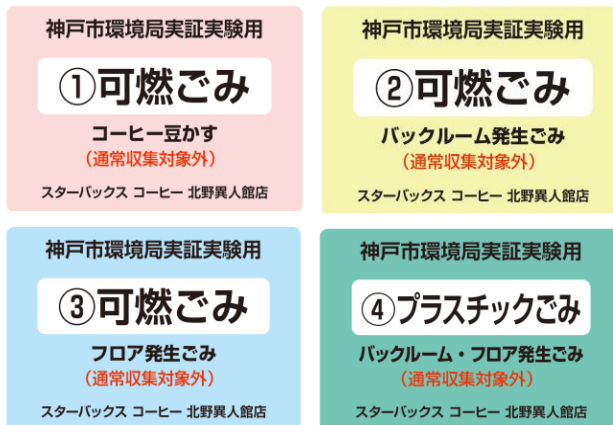 神戸市環境局実証実験用
①可燃ごみ
コーヒー豆かす
(通常収集対象外)
スターバックス コーヒー 北野異人館店
神戸市環境局実証実験用
②可燃ごみ
バックルーム発生ごみ
(通常収集対象外)
スターバックス コーヒー 北野異人館店
神戸市環境局実証実験用
③可燃ごみ
フロア発生ごみ
(通常収集対象外)
スターバックス コーヒー 北野異人館店
神戸市環境局実証実験用
④プラスチックごみ
バックルーム・フロア発生ごみ
(通常収集対象外)
スターバックス コーヒー 北野異人館店